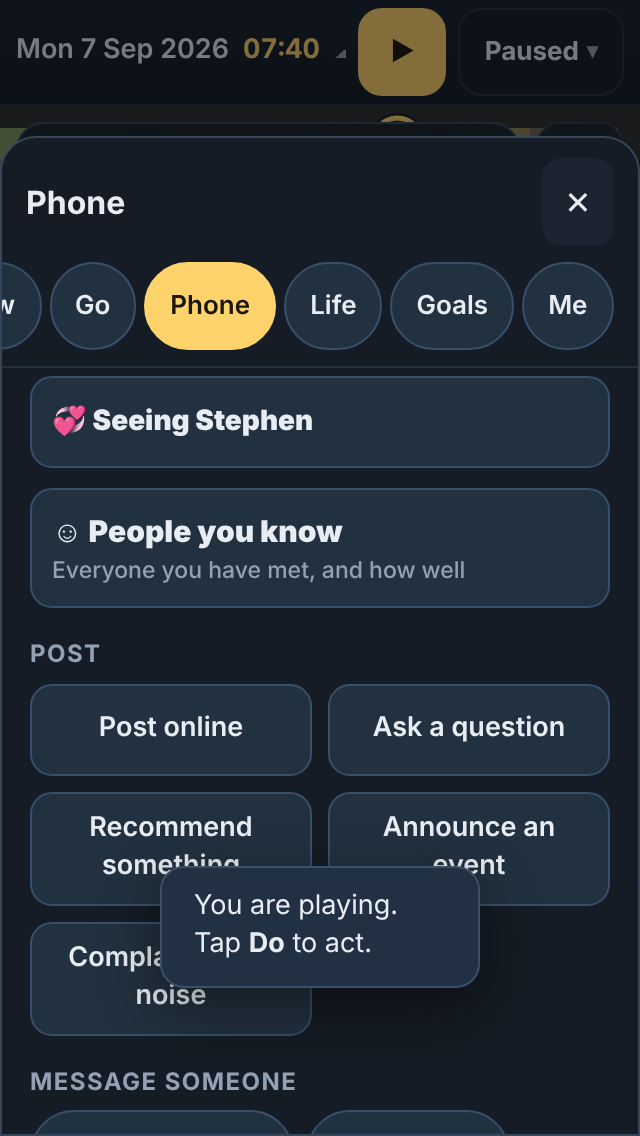 Mon 7 Sep 2026 07:40
Paused
Phone
Go Phone Life Goals Me
Seeing Stephen
People you know
Everyone you have met, and how well
POST
Post online
Ask a question
Recommend
something
Announce an
event
You are playing.
Tap Do to act.
noise
MESSAGE SOMEONE